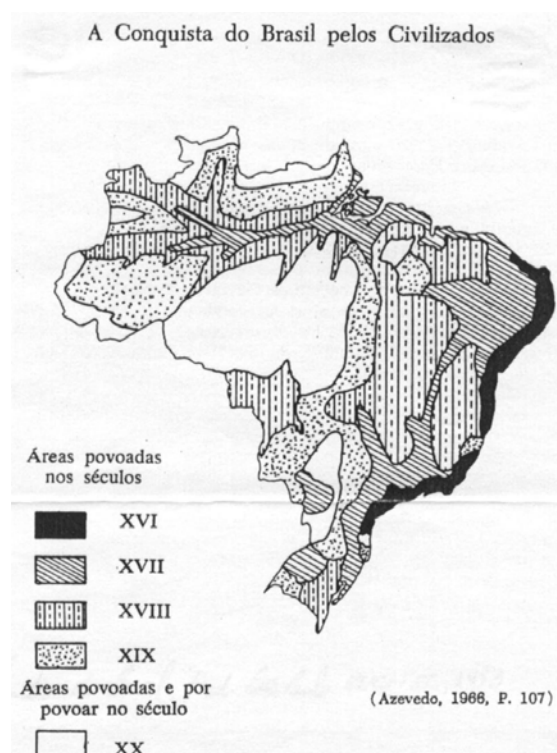 A Conquista do Brasil pelos Civilizados
Áreas povoadas
nos séculos
XVI
XVII
XVIII
XIX
Áreas povoadas e por
povoar no século
XX
(Azevedo, 1966, P. 107)